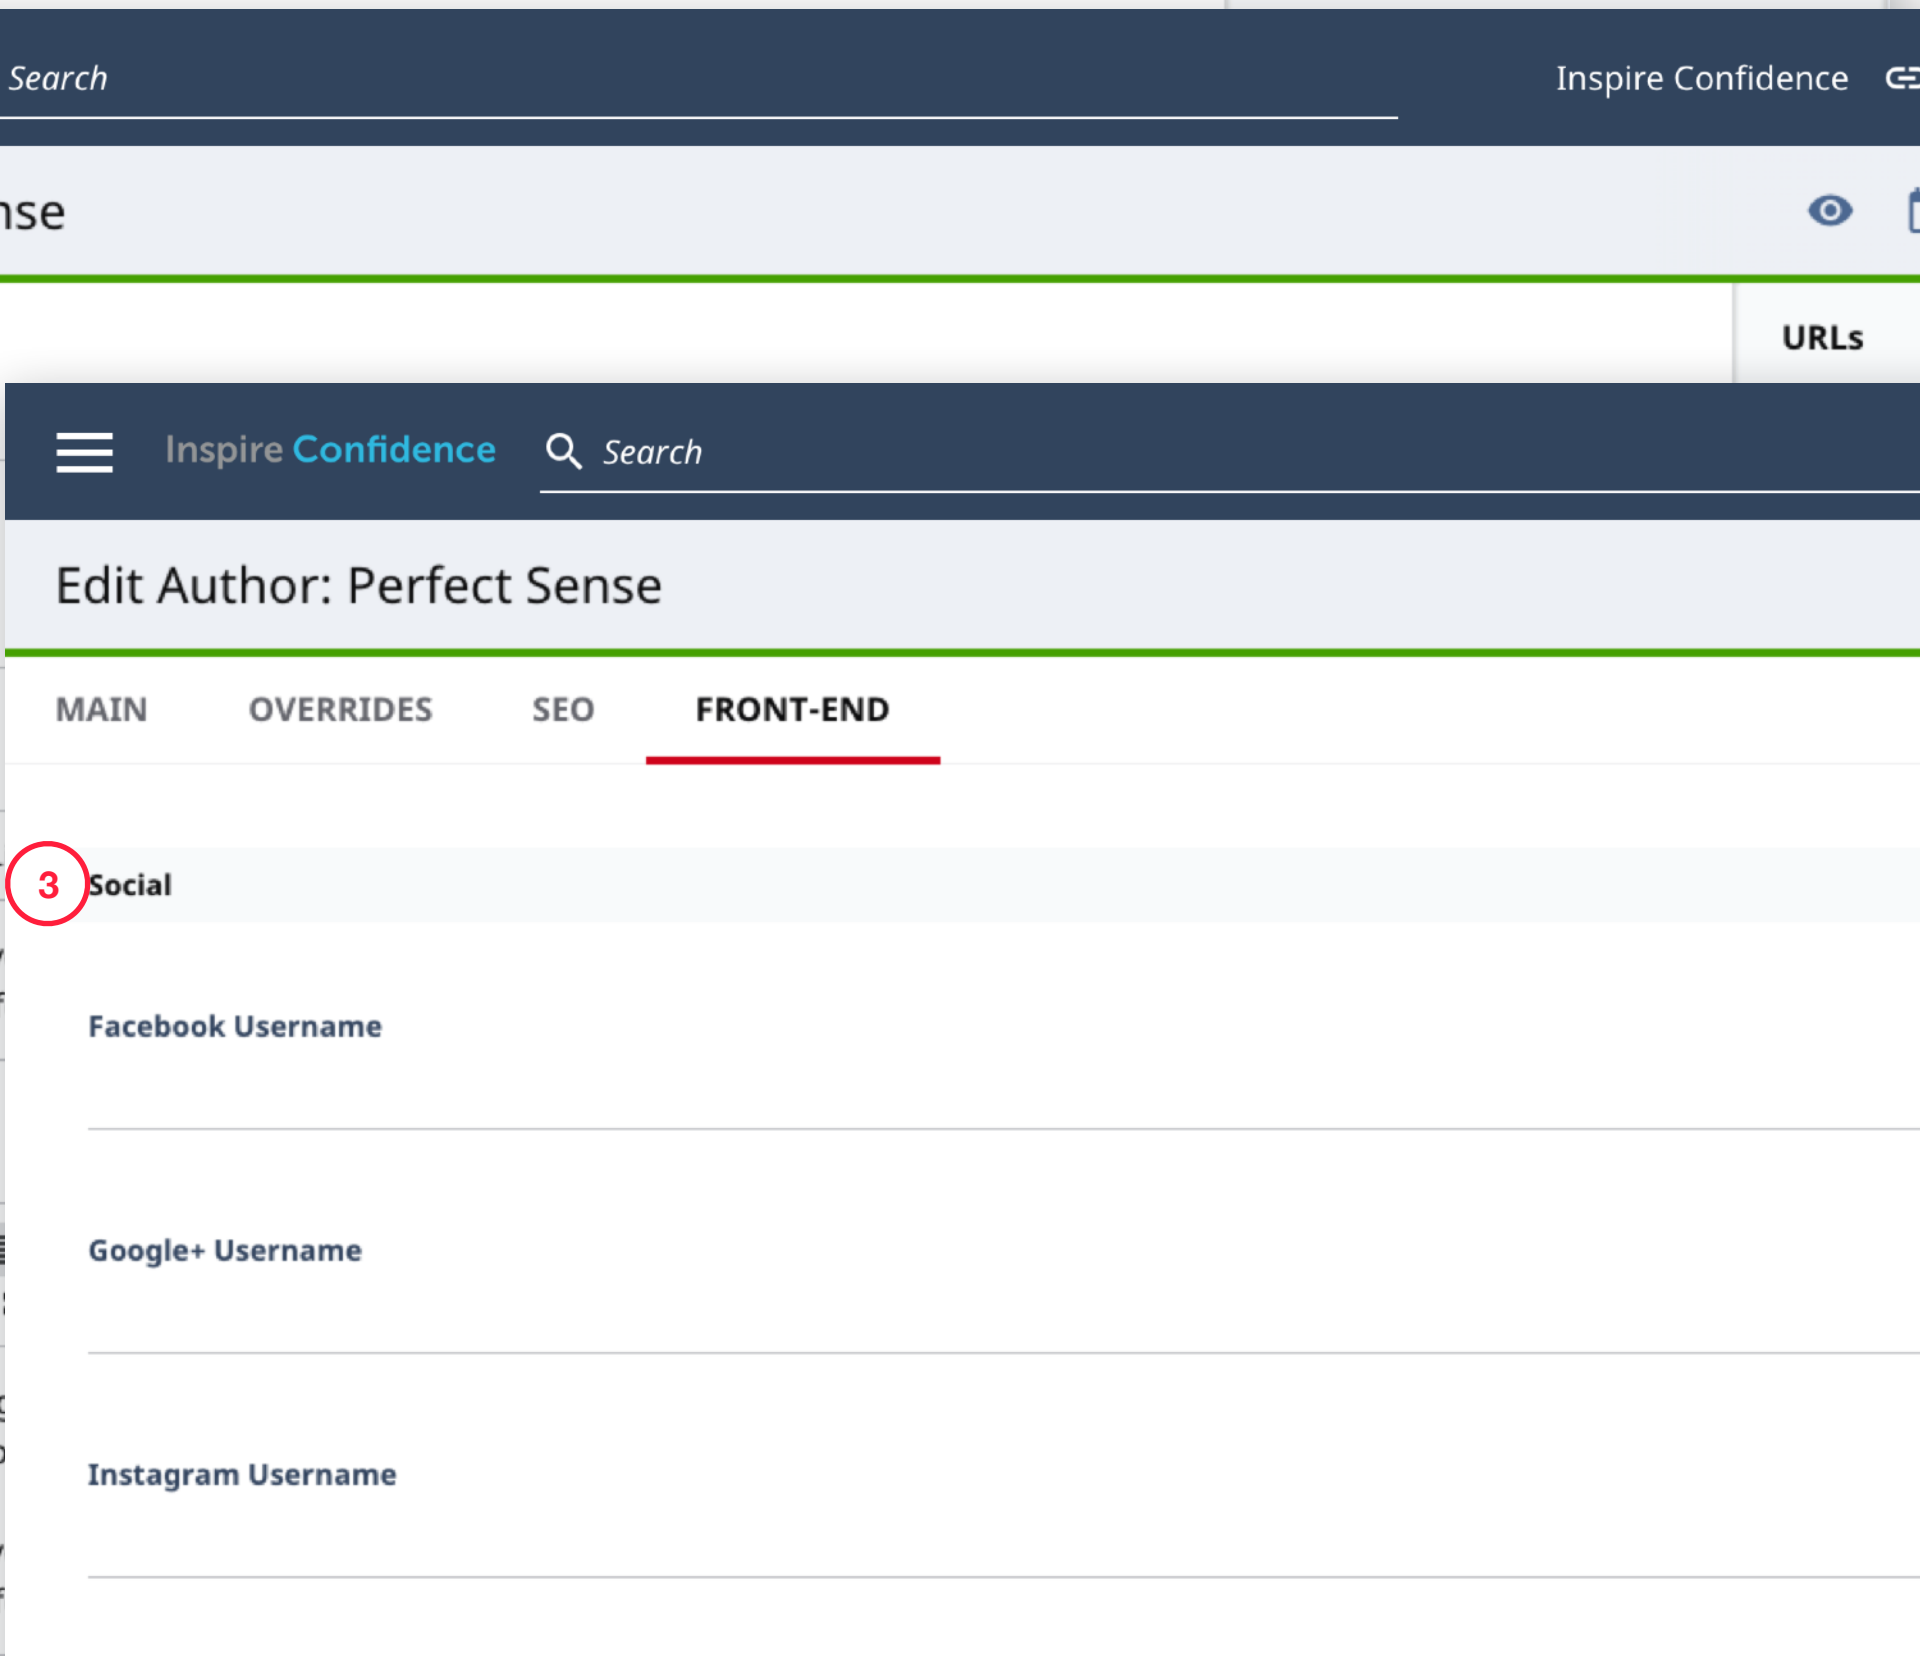 Search
Inspire Confidence
nse
URLs
Inspire Confidence
Search
Edit Author: Perfect Sense
MAIN OVERRIDES SEO FRONT-END
3 Social
Facebook Username
Google+ Username
Instagram Username